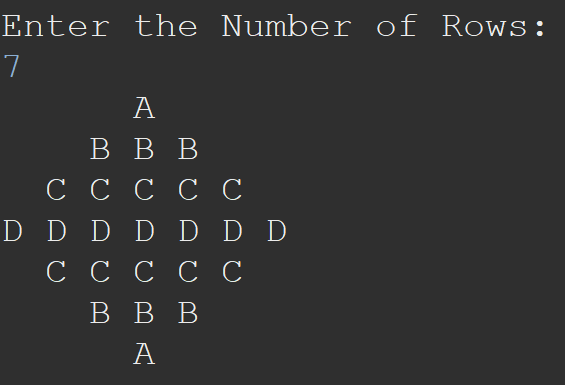 Enter the Number of Rows:
7
      A
    B B B
  C C C C C
D D D D D D D
  C C C C C
    B B B
      A